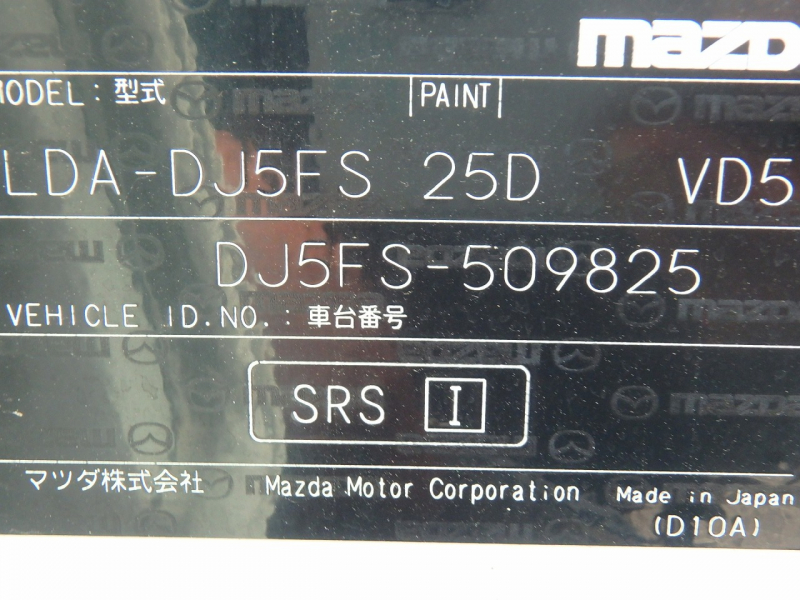 mazd
MODEL: 型式 PAINT
LDA-DJ5FS 25D VD5
DJ5FS-509825
VEHICLE ID.NO.: 車台番号
SRS I
マツダ株式会社 Mazda Motor Corporation Made in Japan
(D10A)